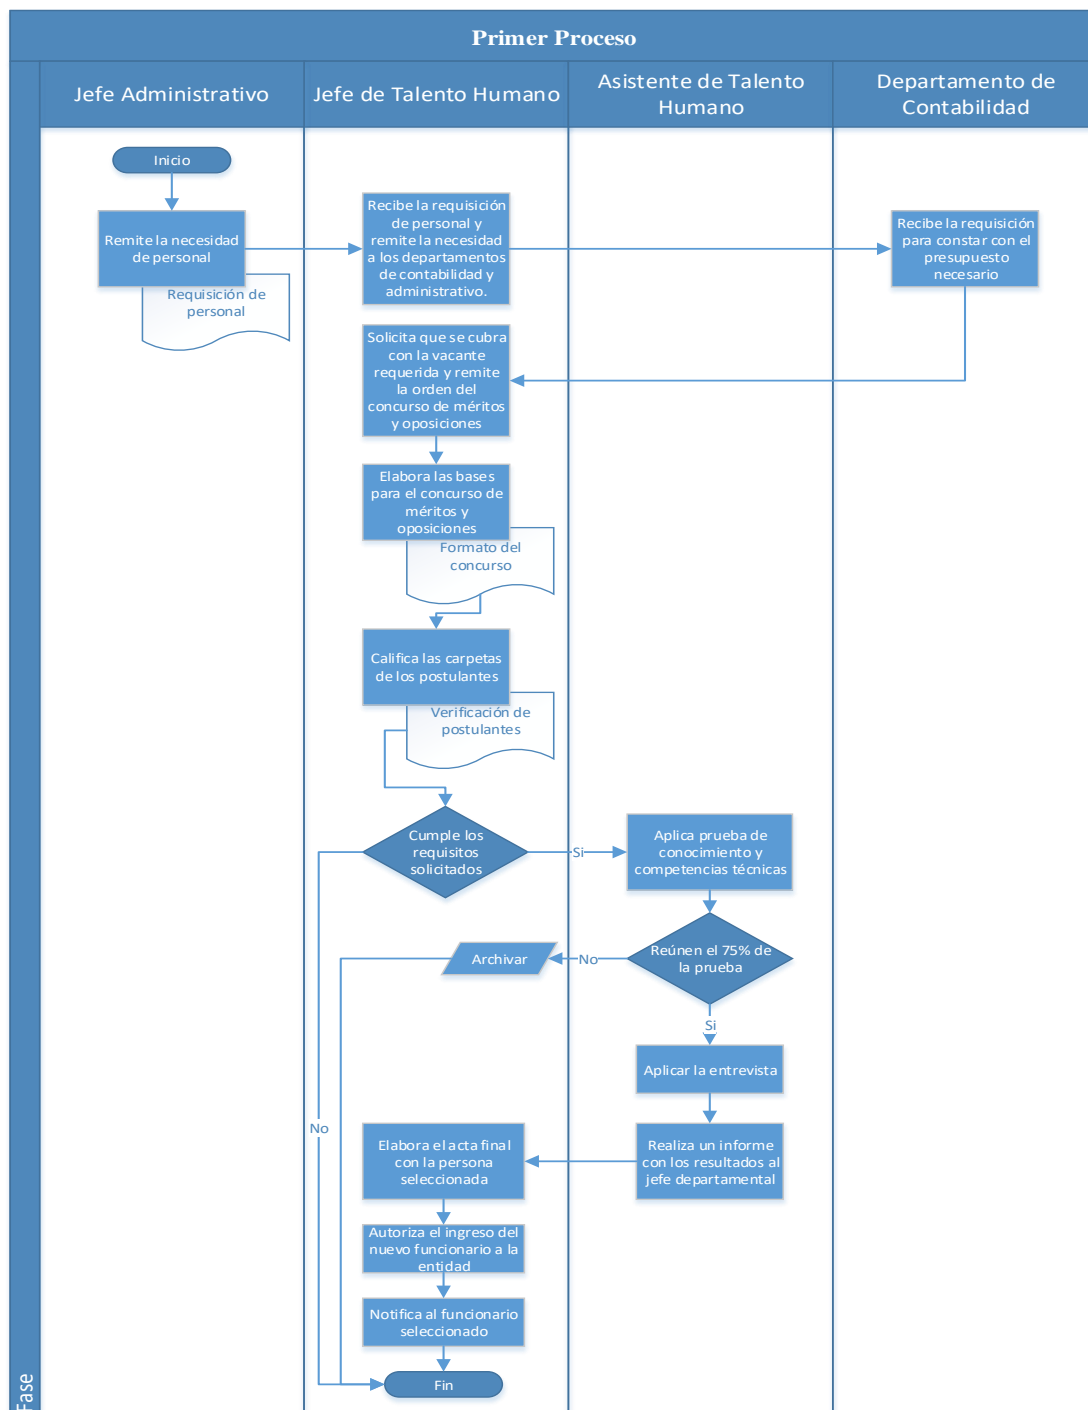 Primer Proceso
Jefe Administrativo
Jefe de Talento Humano
Asistente de Talento
Humano
Departamento de
Contabilidad
Inicio
Remite la necesidad
de personal
Requisición de
personal
Recibe la requisición
de personal y
remite la necesidad
a los departamentos
de contabilidad y
administrativo.
Recibe la requisición
para constar con el
presupuesto
necesario
Solicita que se cubra
con la vacante
requerida y remite
la orden del
concurso de méritos
y oposiciones
Elabora las bases
para el concurso de
méritos y
oposiciones
Formato del
concurso
Califica las carpetas
de los postulantes
Verificación de
postulantes
Cumple los
requisitos
solicitados
Si
Aplica prueba de
conocimiento y
competencias técnicas
Reúnen el 75% de
la prueba
No
Archivar
Si
Aplicar la entrevista
Realiza un informe
con los resultados al
jefe departamental
No
Elabora el acta final
con la persona
seleccionada
Autoriza el ingreso del
nuevo funcionario a la
entidad
Notifica al funcionario
seleccionado
Fin
Fase